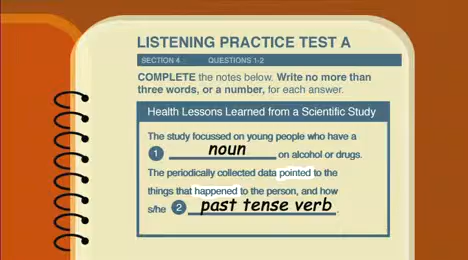 LISTENING PRACTICE TEST A
SECTION 4 QUESTIONS 1-2
COMPLETE the notes below. Write no more than
three words, or a number, for each answer.
Health Lessons Learned from a Scientific Study
The study focussed on young people who have a
1 noun on alcohol or drugs.
The periodically collected data pointed to the
things that happened to the person, and how
s/he 2 past tense verb.